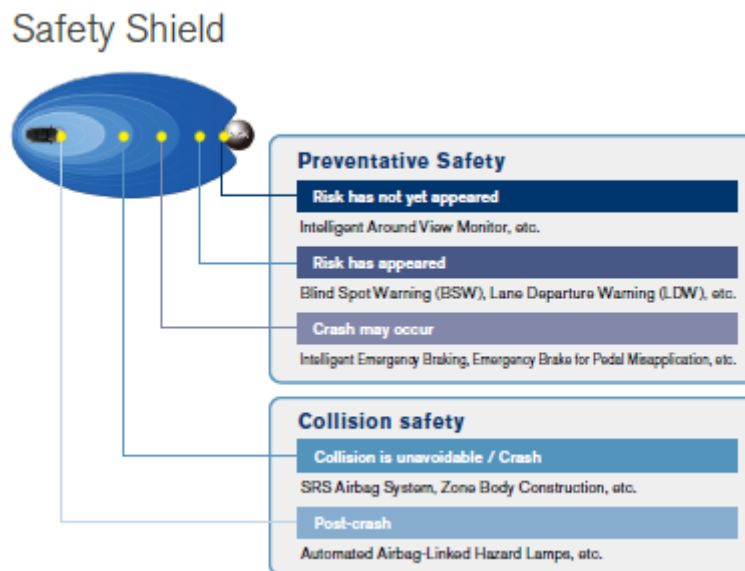 Safety Shield
Preventative Safety
Risk has not yet appeared
Intelligent Around View Monitor, etc.
Risk has appeared
Blind Spot Warning (BSW), Lane Departure Warning (LDW), etc.
Crash may occur
Intelligent Emergency Braking, Emergency Brake for Pedal Misapplication, etc.
Collision safety
Collision is unavoidable / Crash
SRS Airbag System, Zone Body Construction, etc.
Post-crash
Automated Airbag-Linked Hazard Lamps, etc.